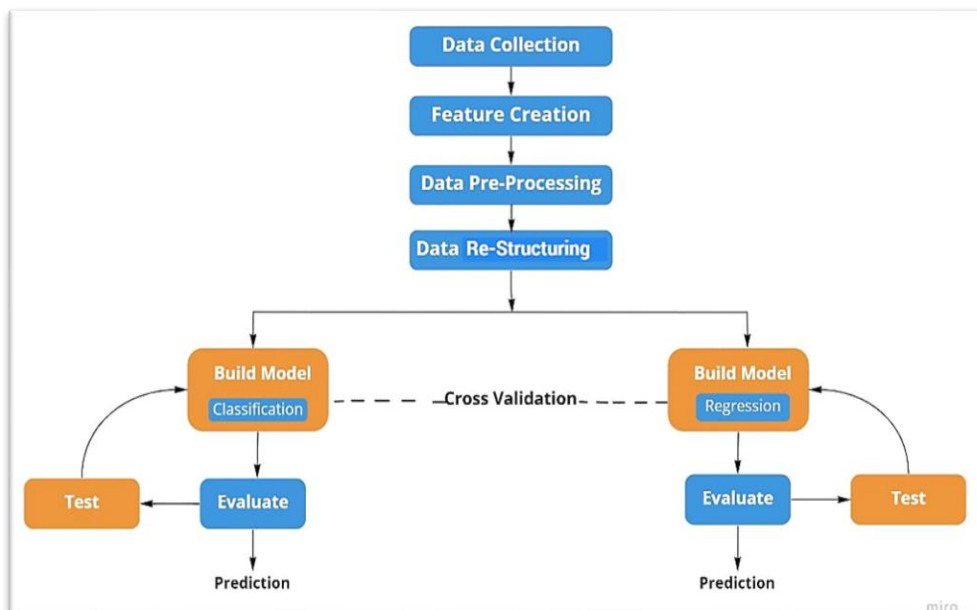 Data Collection
Feature Creation
Data Pre-Processing
Data Re-Structuring
Build Model
Classification
Cross Validation
Build Model
Regression
Test
Evaluate
Evaluate
Test
Prediction
Prediction
miro